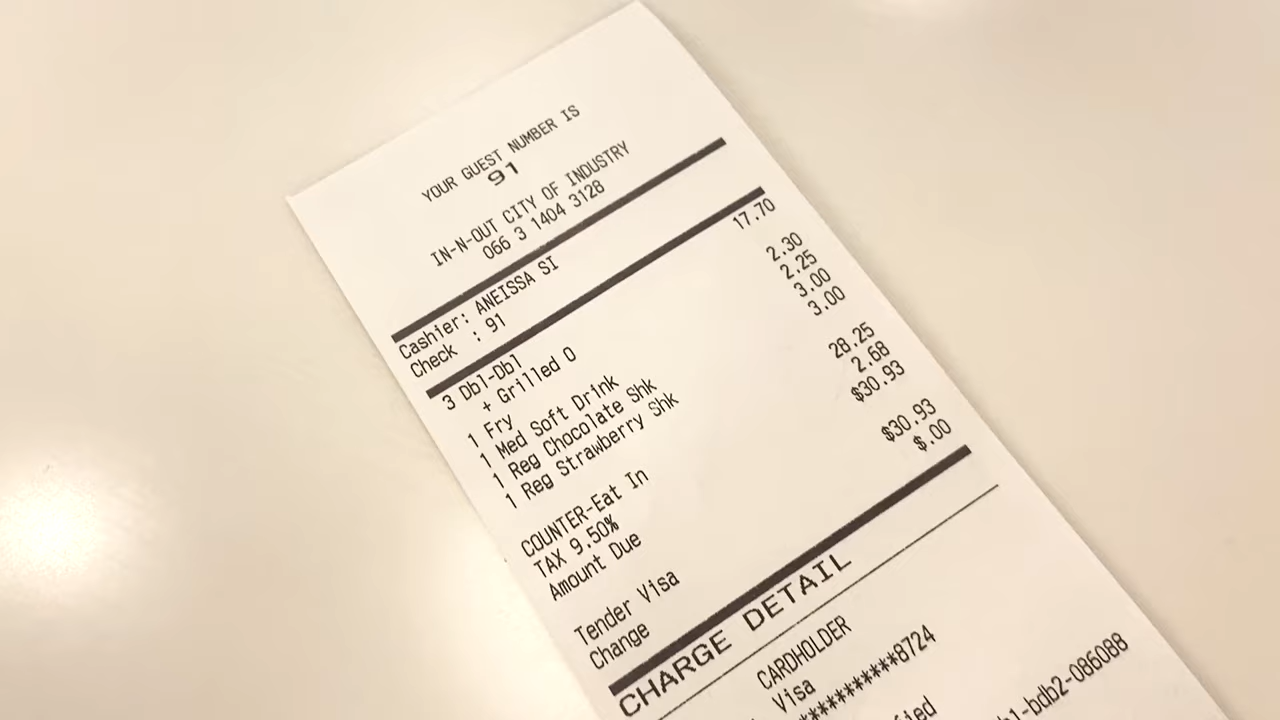 YOUR GUEST NUMBER IS
91
IN-N-OUT CITY OF INDUSTRY
066 3 1404 3128
Cashier: ANEISSA SI
Check : 91
3 Dbl-Dbl 17.70
+ Grilled O
1 Fry 2.30
1 Med Soft Drink 2.25
1 Reg Chocolate Shk 3.00
1 Reg Strawberry Shk 3.00
COUNTER-Eat In 28.25
TAX 9.50% 2.68
Amount Due $30.93
Tender Visa $30.93
Change $.00
CHARGE DETAIL
CARDHOLDER
Visa
***********8724
-bdb2-086088